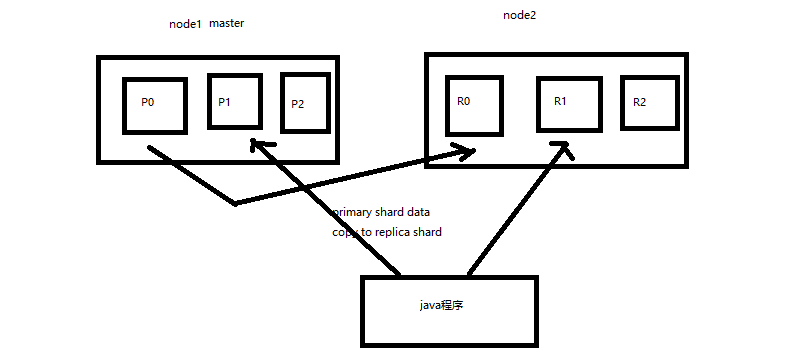 node1 master
node2
P0
P1
P2
R0
R1
R2
primary shard data
copy to replica shard
java程序